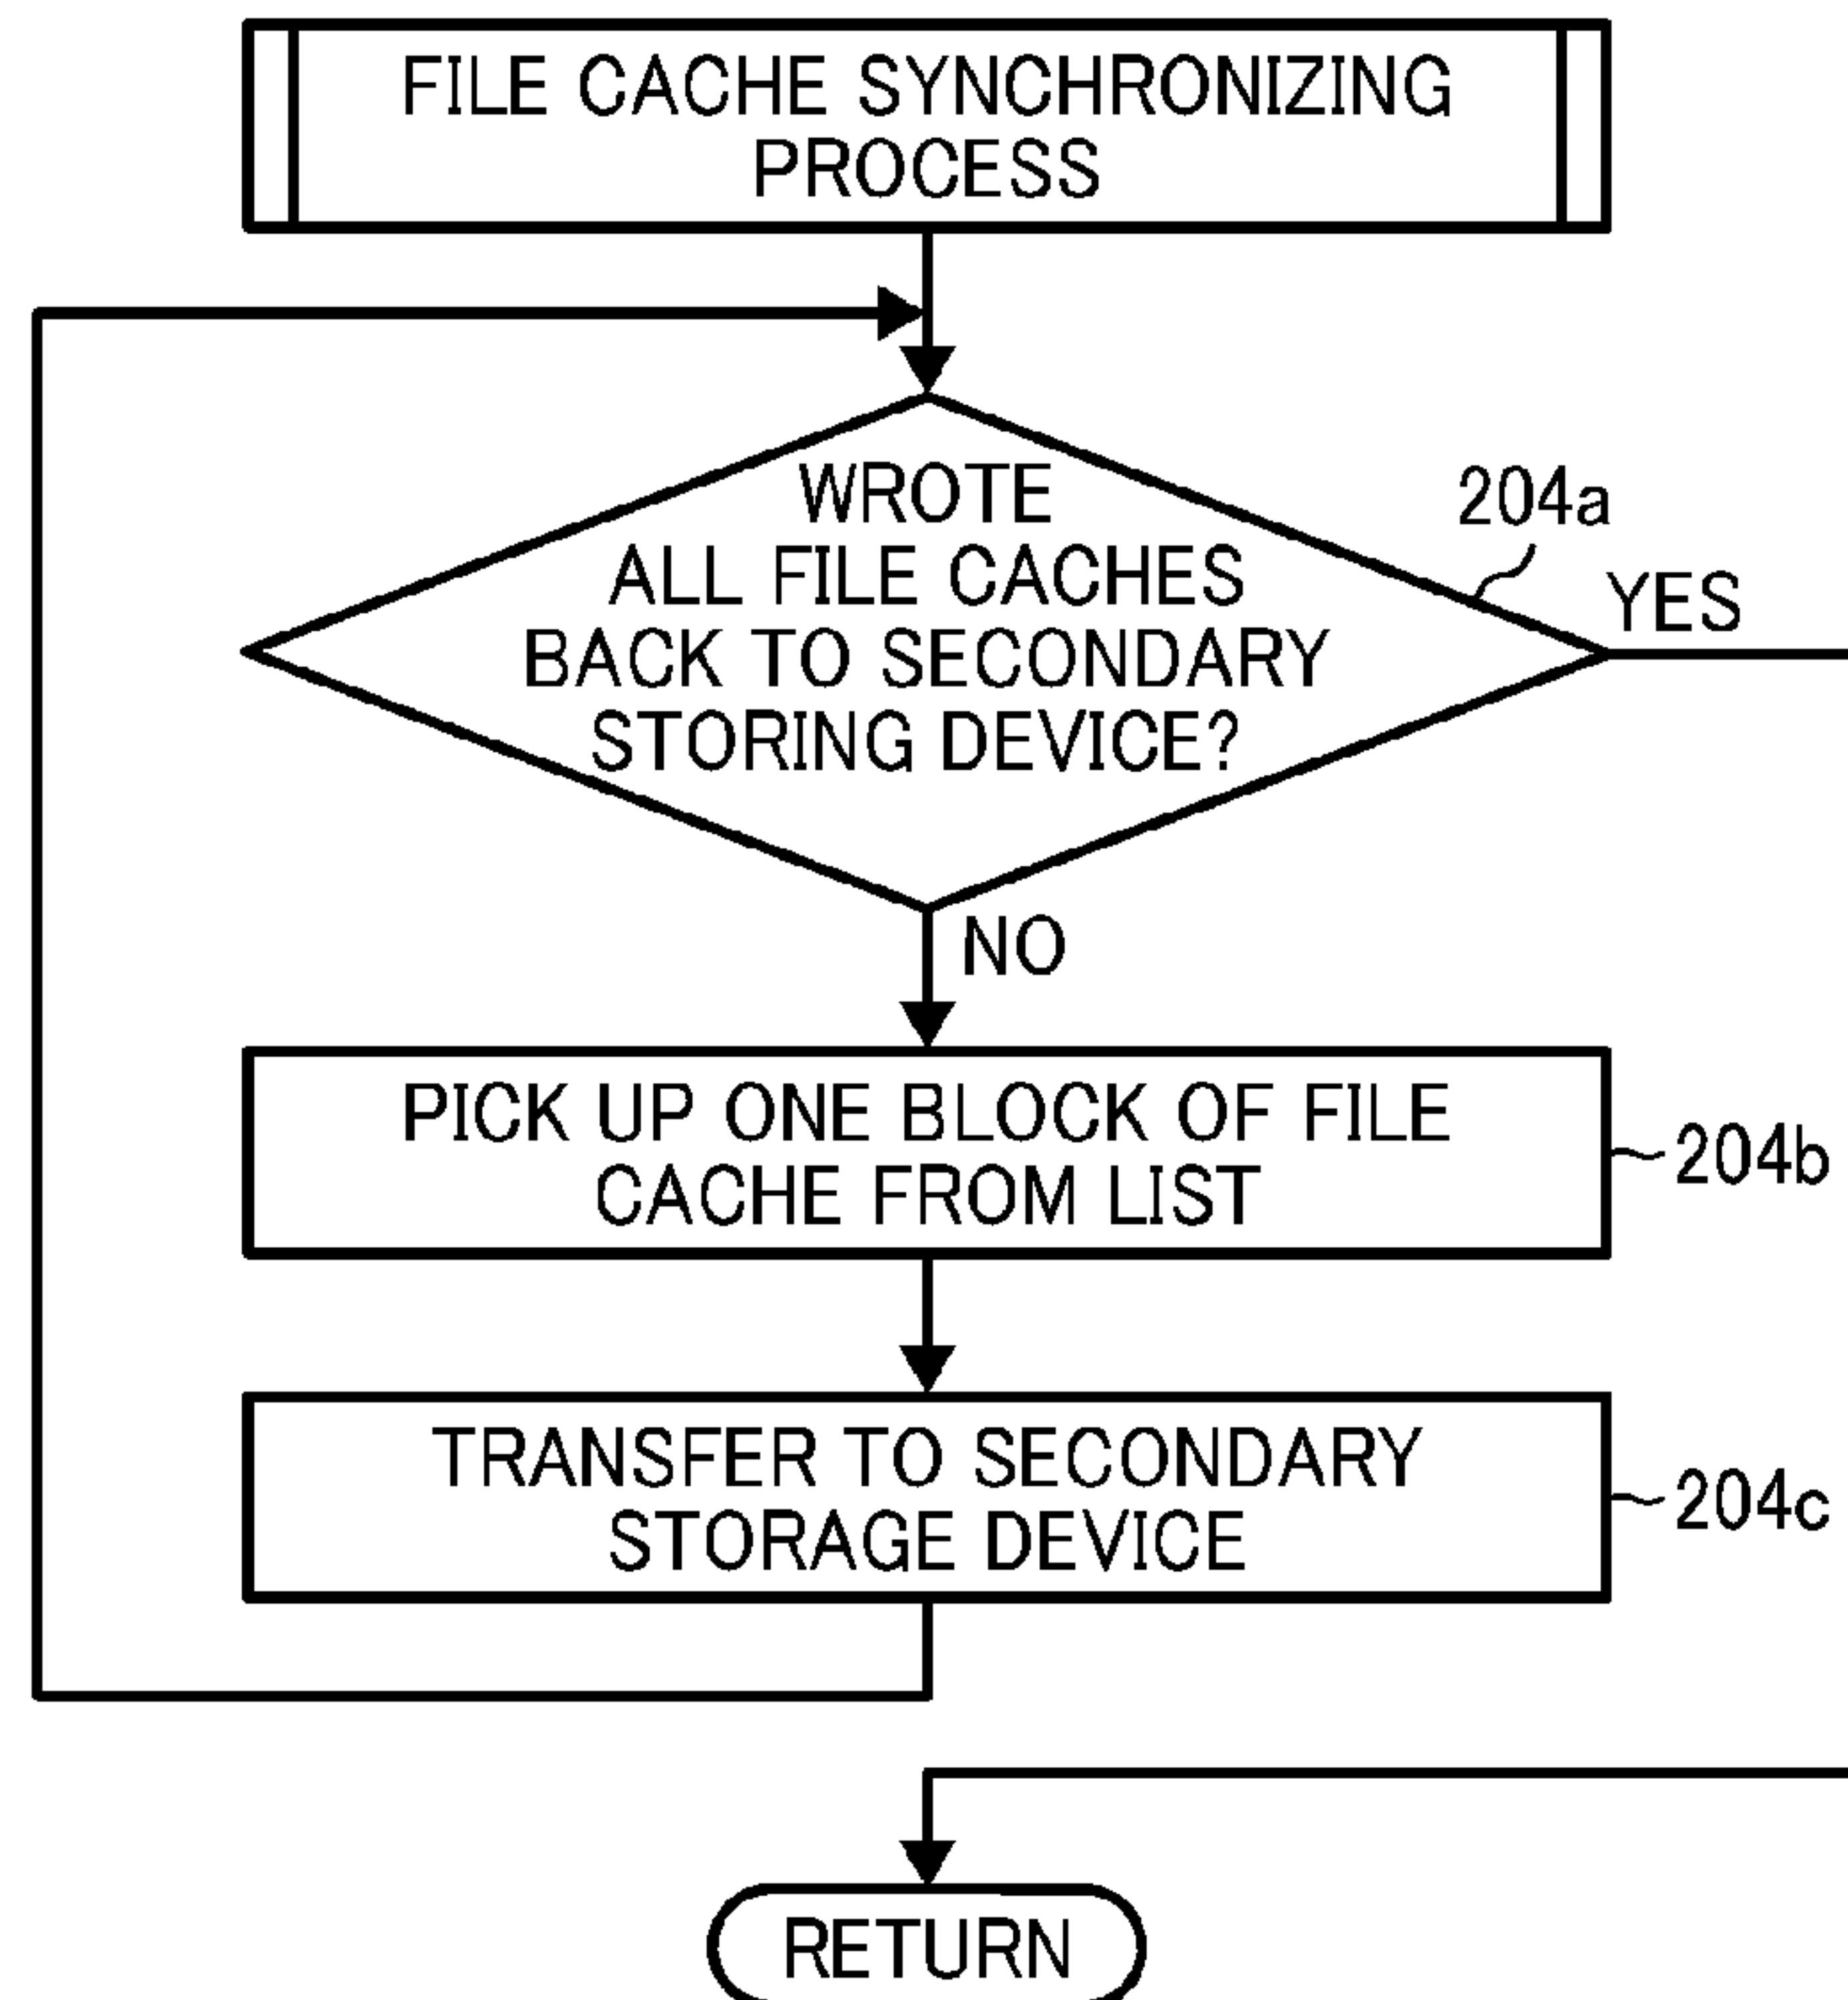 FILE CACHE SYNCHRONIZING
PROCESS
WROTE
ALL FILE CACHES
BACK TO SECONDARY
STORING DEVICE?
204a
YES
NO
PICK UP ONE BLOCK OF FILE
CACHE FROM LIST
204b
TRANSFER TO SECONDARY
STORAGE DEVICE
204c
RETURN